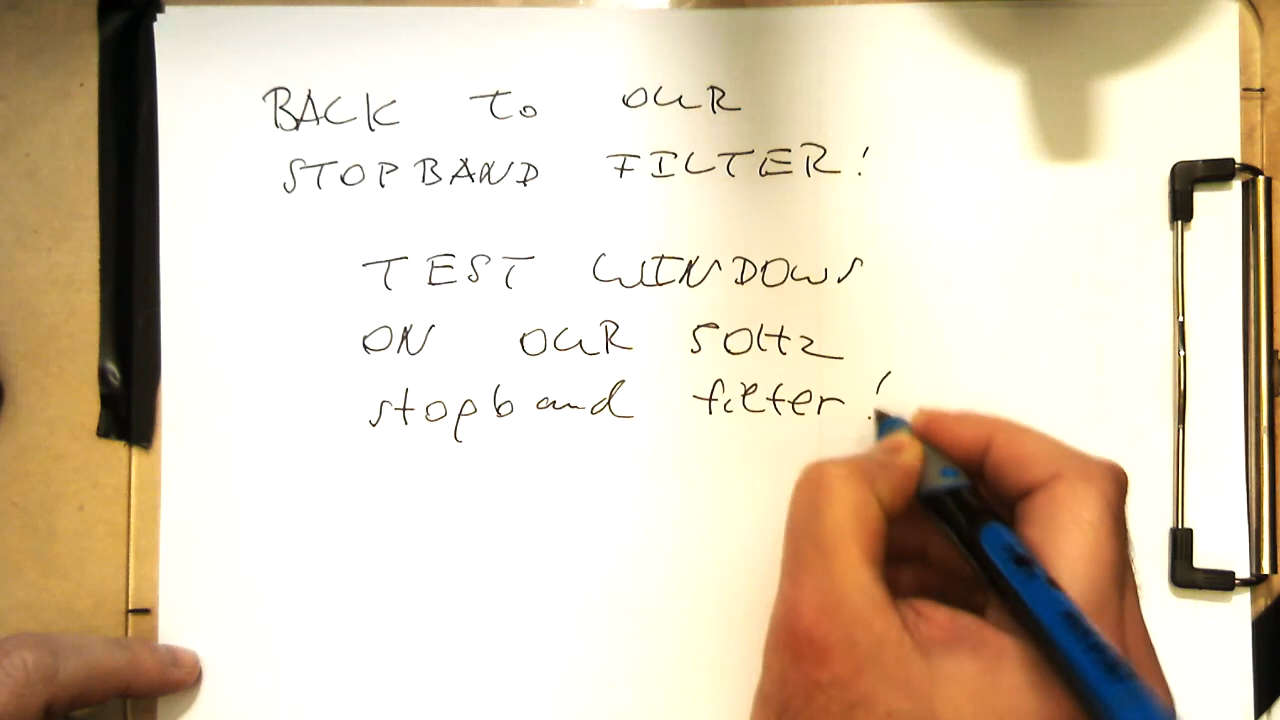 BACK TO OUR
STOPBAND FILTER!
TEST WINDOWS
ON OUR 50Hz
stopband filter!